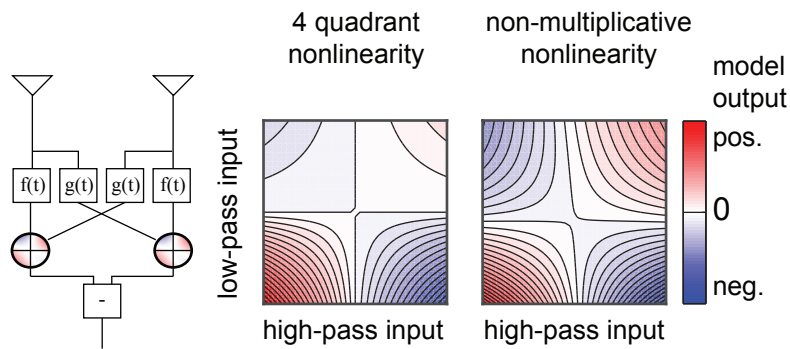 4 quadrant
nonlinearity
non-multiplicative
nonlinearity
model
output
pos.
0
neg.
f(t) g(t) g(t) f(t)
-
low-pass input
high-pass input
high-pass input